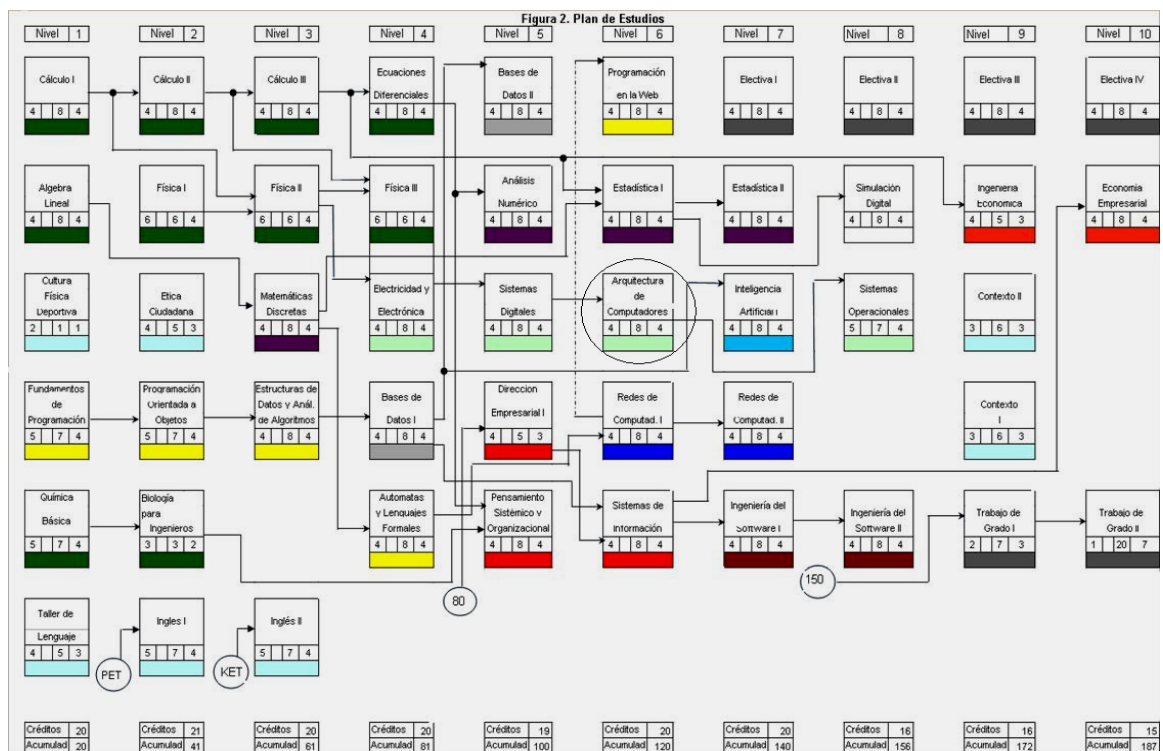 Figura 2. Plan de Estudios
Nivel 1 Nivel 2 Nivel 3 Nivel 4 Nivel 5 Nivel 6 Nivel 7 Nivel 8 Nivel 9 Nivel 10
Cálculo I
4 8 4
Cálculo II
4 8 4
Cálculo III
4 8 4
Ecuaciones
Diferenciales
4 8 4
Bases de
Datos II
4 8 4
Programación
en la Web
4 8 4
Electiva I
4 8 4
Electiva II
4 8 4
Electiva III
4 8 4
Electiva IV
4 8 4
Algebra
Lineal
4 8 4
Física I
6 6 4
Física II
6 6 4
Física III
6 6 4
Análisis
Numérico
4 8 4
Estadística I
4 8 4
Estadística II
4 8 4
Simulación
Digital
4 8 4
Ingeniería
Economica
4 5 3
Economia
Empresarial
4 8 4
Cultura
Física
Deportiva
2 1 1
Etica
Ciudadana
4 5 3
Matemáticas
Discretas
4 8 4
Electricidad y
Electrónica
4 8 4
Sistemas
Digitales
4 8 4
Arquitectura
de
Computadores
4 8 4
Inteligencia
Artificial I
4 8 4
Sistemas
Operacionales
5 7 4
Contexto II
3 6 3
Fundamentos
de
Programación
5 7 4
Programación
Orientada a
Objetos
5 7 4
Estructuras de
Datos y Anál.
de Algoritmos
4 8 4
Bases de
Datos I
4 8 4
Direccion
Empresarial I
4 5 3
Redes de
Computad. I
4 8 4
Redes de
Computad. II
4 8 4
Contexto
I
3 6 3
Química
Básica
5 7 4
Biología
para
Ingenieros
3 3 2
Automatas
y Lenguajes
Formales
4 8 4
Pensamiento
Sistémico y
Organizacional
4 8 4
Sistemas de
Información
4 8 4
Ingeniería del
Software I
4 8 4
Ingeniería del
Software II
4 8 4
Trabajo de
Grado I
2 7 3
Trabajo de
Grado II
1 20 7
80
150
Taller de
Lenguaje
4 5 3
Ingles I
5 7 4
Inglés II
5 7 4
PET
KET
Créditos 20 Créditos 21 Créditos 20 Créditos 20 Créditos 19 Créditos 20 Créditos 20 Créditos 16 Créditos 16 Créditos 15
Acumulad 20 Acumulad 41 Acumulad 61 Acumulad 81 Acumulad 100 Acumulad 120 Acumulad 140 Acumulad 156 Acumulad 172 Acumulad 187